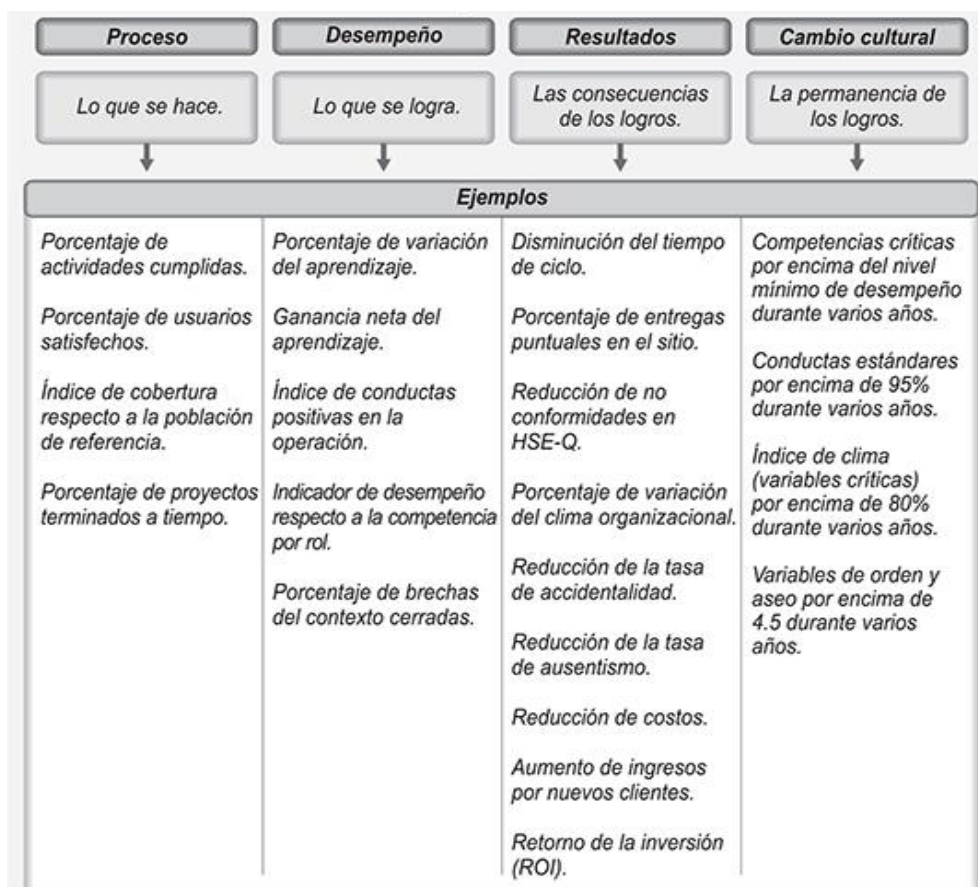 Proceso
Lo que se hace.
Desempeño
Lo que se logra.
Resultados
Las consecuencias
de los logros.
Cambio cultural
La permanencia de
los logros.
Ejemplos
Porcentaje de
actividades cumplidas.
Porcentaje de usuarios
satisfechos.
Índice de cobertura
respecto a la población
de referencia.
Porcentaje de proyectos
terminados a tiempo.
Porcentaje de variación
del aprendizaje.
Ganancia neta del
aprendizaje.
Índice de conductas
positivas en la
operación.
Indicador de desempeño
respecto a la competencia
por rol.
Porcentaje de brechas
del contexto cerradas.
Disminución del tiempo
de ciclo.
Porcentaje de entregas
puntuales en el sitio.
Reducción de no
conformidades en
HSE-Q.
Porcentaje de variación
del clima organizacional.
Reducción de la tasa
de accidentalidad.
Reducción de la tasa
de ausentismo.
Reducción de costos.
Aumento de ingresos
por nuevos clientes.
Retorno de la inversión
(ROI).
Competencias críticas
por encima del nivel
mínimo de desempeño
durante varios años.
Conductas estándares
por encima de 95%
durante varios años.
Índice de clima
(variables críticas)
por encima de 80%
durante varios años.
Variables de orden y
aseo por encima de
4.5 durante varios
años.